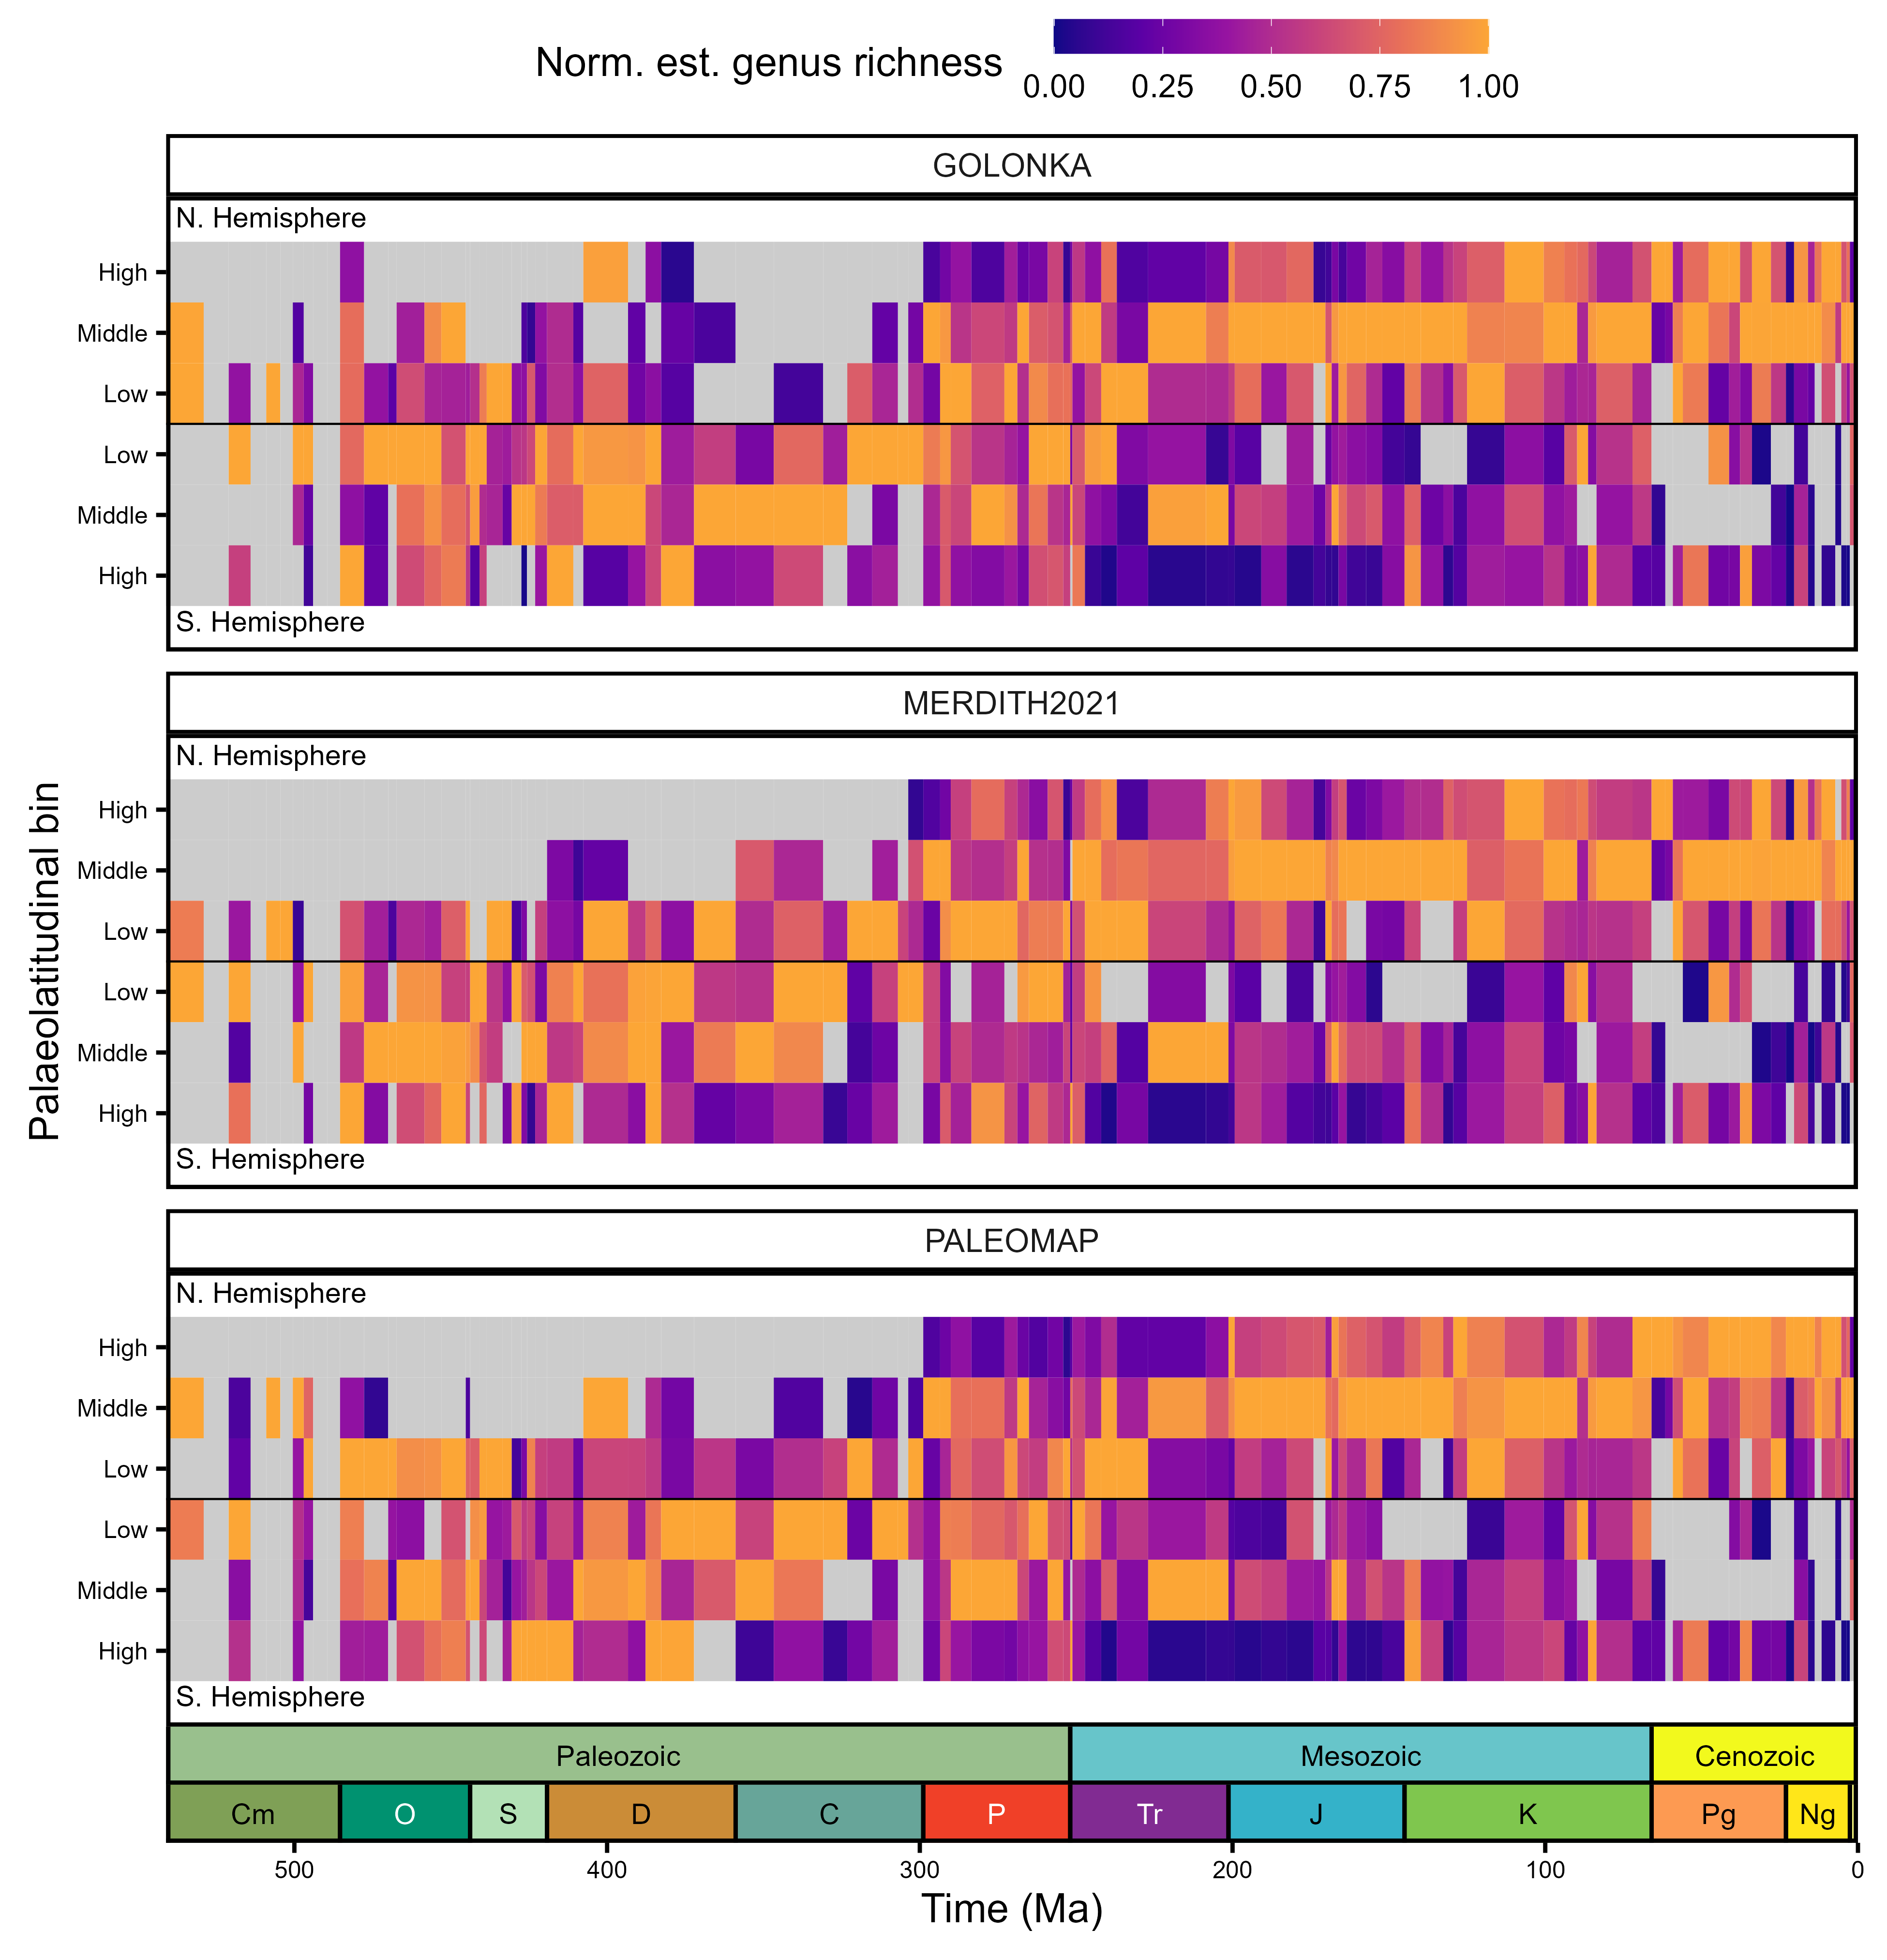 Norm. est. genus richness
0.00 0.25 0.50 0.75 1.00
GOLONKA
N. Hemisphere
High
Middle
Low
Low
Middle
High
S. Hemisphere
MERDITH2021
N. Hemisphere
High
Middle
Low
Low
Middle
High
S. Hemisphere
Palaeolatitudinal bin
PALEOMAP
N. Hemisphere
High
Middle
Low
Low
Middle
High
S. Hemisphere
Paleozoic Mesozoic Cenozoic
Cm O S D C P Tr J K Pg Ng
500 400 300 200 100 0
Time (Ma)